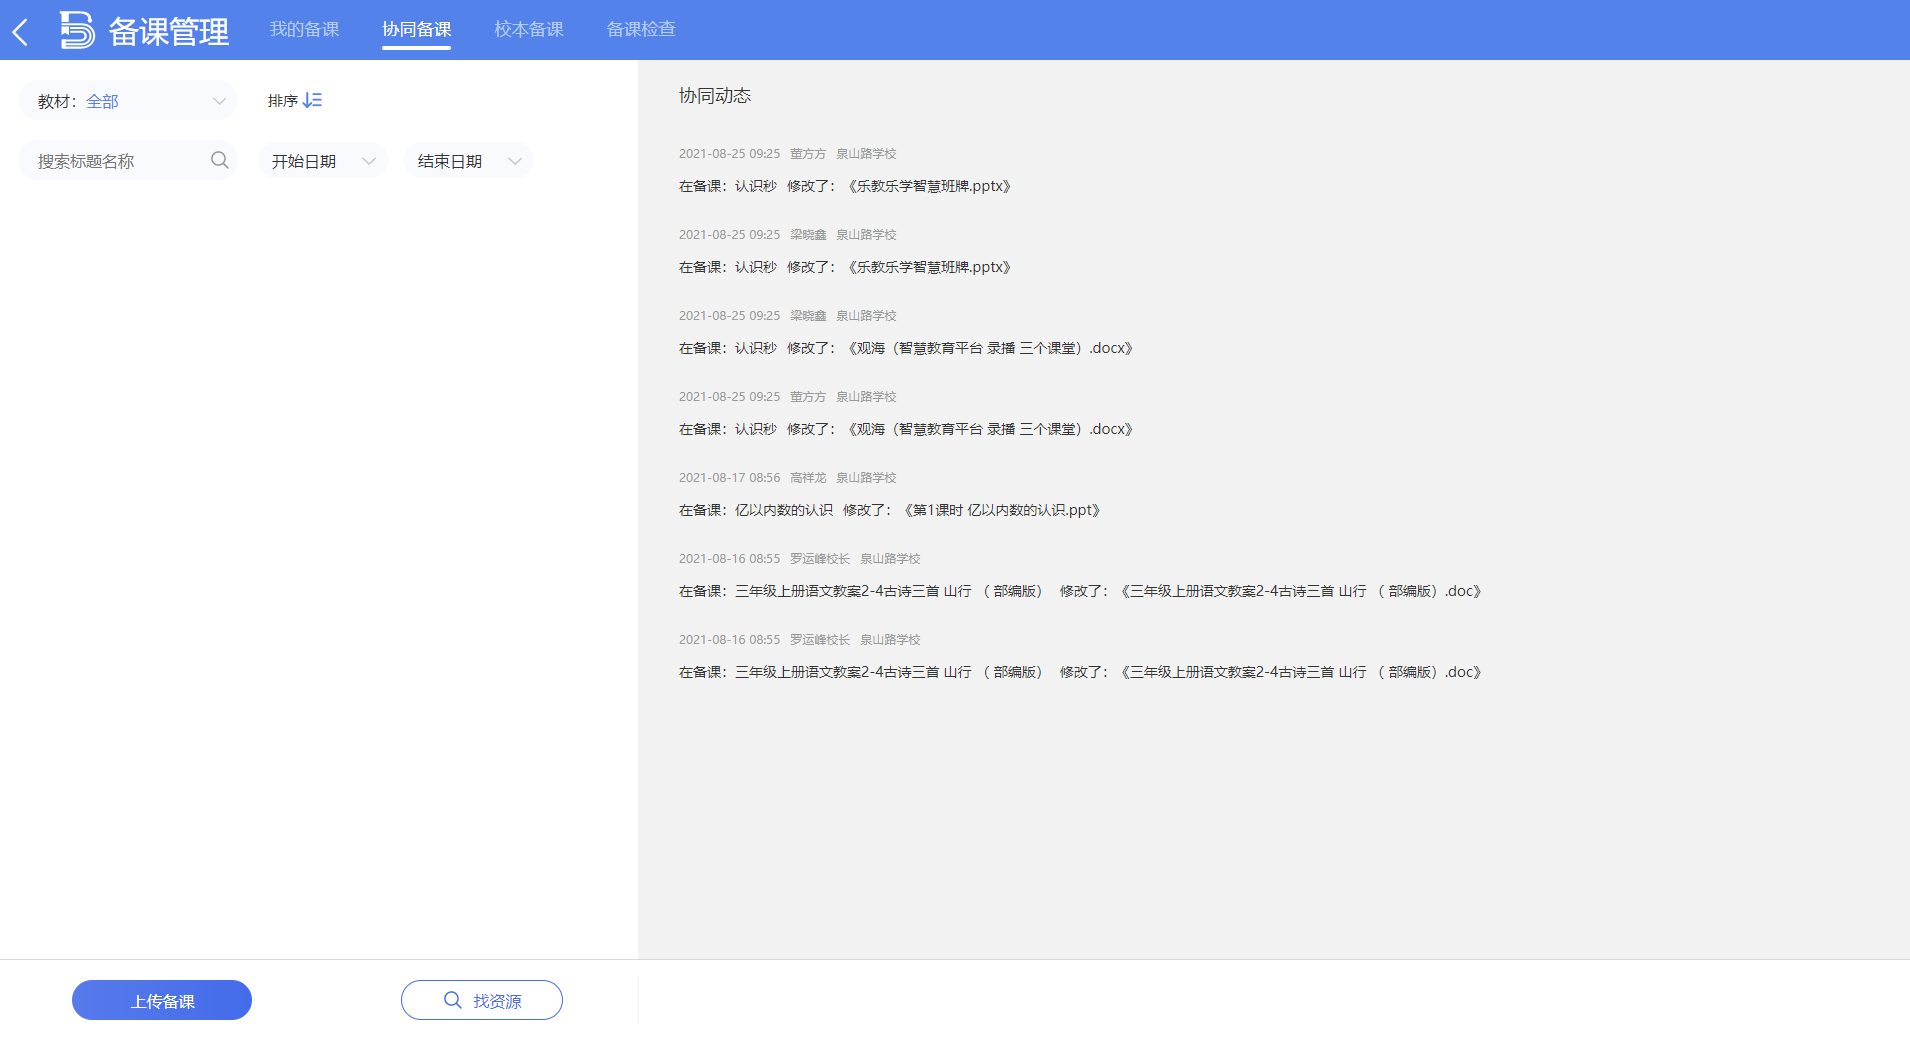 备课管理 我的备课 协同备课 校本备课 备课检查
教材：全部 排序
搜索标题名称 开始日期 结束日期
协同动态
2021-08-25 09:25 董方方 泉山路学校
在备课：认识秒 修改了：《乐教乐学智慧班牌.pptx》
2021-08-25 09:25 梁晓鑫 泉山路学校
在备课：认识秒 修改了：《乐教乐学智慧班牌.pptx》
2021-08-25 09:25 梁晓鑫 泉山路学校
在备课：认识秒 修改了：《观海（智慧教育平台 录播 三个课堂）.docx》
2021-08-25 09:25 董方方 泉山路学校
在备课：认识秒 修改了：《观海（智慧教育平台 录播 三个课堂）.docx》
2021-08-17 08:56 高祥龙 泉山路学校
在备课：亿以内数的认识 修改了：《第1课时 亿以内数的认识.ppt》
2021-08-16 08:55 罗运峰校长 泉山路学校
在备课：三年级上册语文教案2-4古诗三首 山行 （ 部编版） 修改了：《三年级上册语文教案2-4古诗三首 山行 （ 部编版）.doc》
2021-08-16 08:55 罗运峰校长 泉山路学校
在备课：三年级上册语文教案2-4古诗三首 山行 （ 部编版） 修改了：《三年级上册语文教案2-4古诗三首 山行 （ 部编版）.doc》
上传备课 找资源